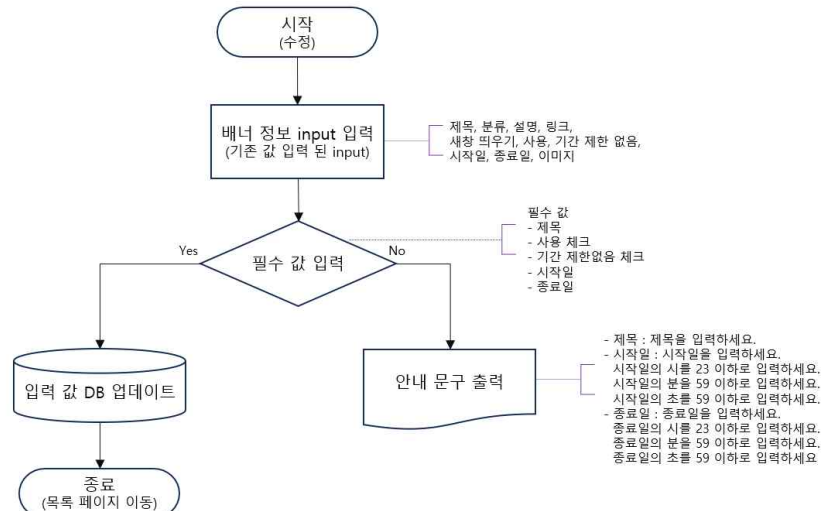 시작
(수정)
배너 정보 input 입력
(기존 값 입력 된 input)
제목, 분류, 설명, 링크,
새창 띄우기, 사용, 기간 제한 없음,
시작일, 종료일, 이미지
필수 값
- 제목
- 사용 체크
- 기간 제한없음 체크
- 시작일
- 종료일
Yes
필수 값 입력
No
입력 값 DB 업데이트
안내 문구 출력
- 제목 : 제목을 입력하세요.
- 시작일 : 시작일을 입력하세요.
시작일의 시를 23 이하로 입력하세요.
시작일의 분을 59 이하로 입력하세요.
시작일의 초를 59 이하로 입력하세요.
- 종료일 : 종료일을 입력하세요.
종료일의 시를 23 이하로 입력하세요.
종료일의 분을 59 이하로 입력하세요.
종료일의 초를 59 이하로 입력하세요
종료
(목록 페이지 이동)